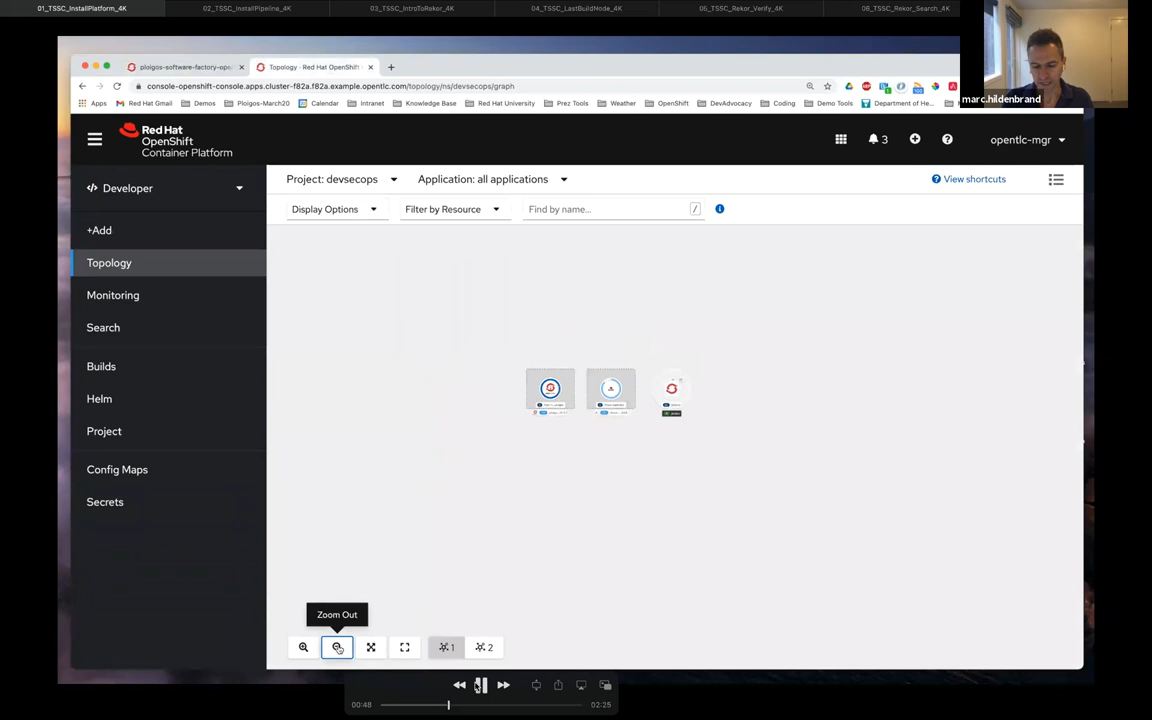 01_TSSC_InstallPlatform_4K
02_TSSC_InstallPipeline_4K
03_TSSC_IntroToRekor_4K
04_TSSC_LastBuildNode_4K
05_TSSC_Rekor_Verify_4K
06_TSSC_Rekor_Search_4K
marc.hildenbrand
ploigos-software-factory-ope
Topology · Red Hat OpenShift
console-openshift-console.apps.cluster-f82a.f82a.example.opentlc.com/topology/ns/devsecops/graph
Apps
Red Hat Gmail
Demos
Ploigos-March20
Calendar
Intranet
Knowledge Base
Red Hat University
Prez Tools
Weather
OpenShift
DevAdvocacy
Coding
Demo Tools
Department of He...
Red Hat
OpenShift
Container Platform
3
opentlc-mgr
Developer
Project: devsecops
Application: all applications
View shortcuts
Display Options
Filter by Resource
Find by name...
/
+Add
Topology
Monitoring
Search
Builds
Helm
Project
Config Maps
Secrets
Zoom Out
1
2
00:48
02:25